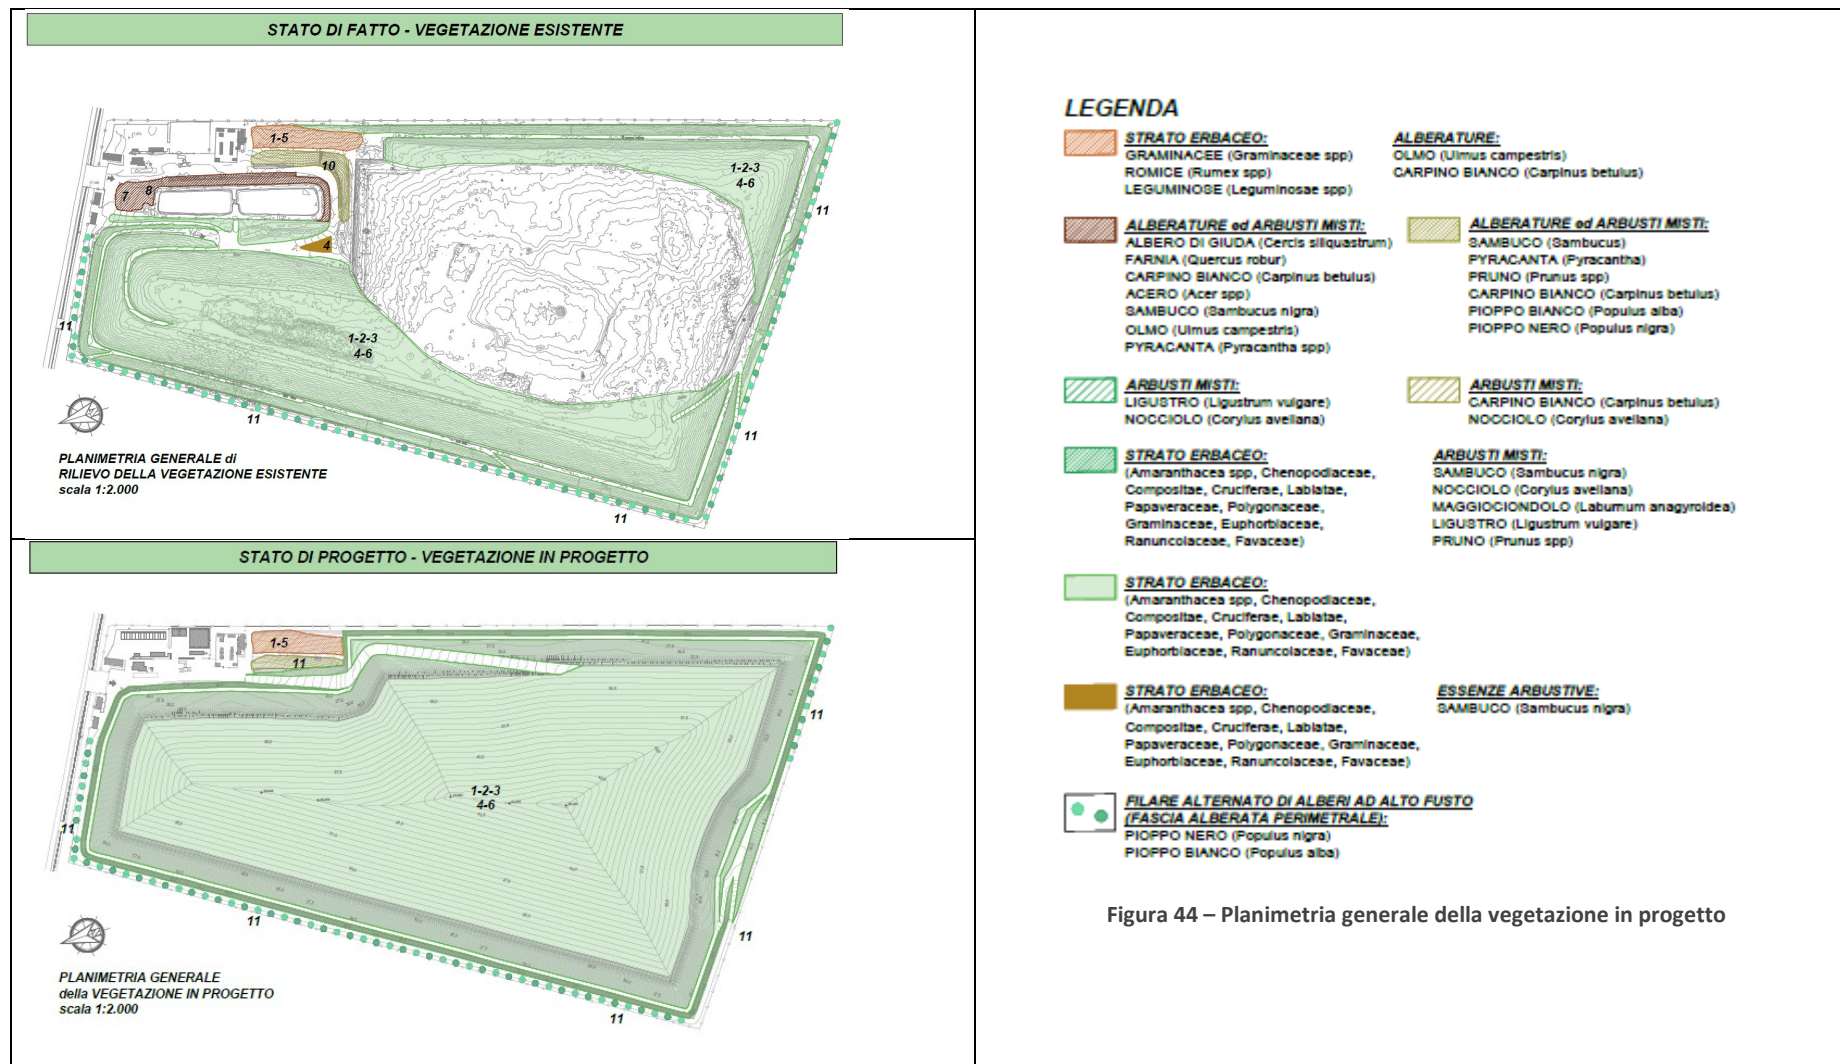 STATO DI FATTO - VEGETAZIONE ESISTENTE
1-5
10
7
8
4
1-2-3
4-6
11
1-2-3
4-6
11
11
11
11
PLANIMETRIA GENERALE di
RILIEVO DELLA VEGETAZIONE ESISTENTE
scala 1:2.000
STATO DI PROGETTO - VEGETAZIONE IN PROGETTO
1-5
11
11
1-2-3
4-6
11
11
11
11
PLANIMETRIA GENERALE
della VEGETAZIONE IN PROGETTO
scala 1:2.000
LEGENDA
STRATO ERBACEO:
GRAMINACEE (Graminaceae spp)
ROMICE (Rumex spp)
LEGUMINOSE (Leguminosae spp)
ALBERATURE:
OLMO (Ulmus campestris)
CARPINO BIANCO (Carpinus betulus)
ALBERATURE ed ARBUSTI MISTI:
ALBERO DI GIUDA (Cercis siliquastrum)
FARNIA (Quercus robur)
CARPINO BIANCO (Carpinus betulus)
ACERO (Acer spp)
SAMBUCO (Sambucus nigra)
OLMO (Ulmus campestris)
PYRACANTA (Pyracantha spp)
ALBERATURE ed ARBUSTI MISTI:
SAMBUCO (Sambucus)
PYRACANTA (Pyracantha)
PRUNO (Prunus spp)
CARPINO BIANCO (Carpinus betulus)
PIOPPO BIANCO (Populus alba)
PIOPPO NERO (Populus nigra)
ARBUSTI MISTI:
LIGUSTRO (Ligustrum vulgare)
NOCCIOLO (Corylus avellana)
ARBUSTI MISTI:
CARPINO BIANCO (Carpinus betulus)
NOCCIOLO (Corylus avellana)
STRATO ERBACEO:
(Amaranthacea spp, Chenopodiaceae,
Compositae, Cruciferae, Labiatae,
Papaveraceae, Polygonaceae,
Graminaceae, Euphorbiaceae,
Ranuncolaceae, Favaceae)
ARBUSTI MISTI:
SAMBUCO (Sambucus nigra)
NOCCIOLO (Corylus avellana)
MAGGIOCIONDOLO (Laburnum anagyroidea)
LIGUSTRO (Ligustrum vulgare)
PRUNO (Prunus spp)
STRATO ERBACEO:
(Amaranthacea spp, Chenopodiaceae,
Compositae, Cruciferae, Labiatae,
Papaveraceae, Polygonaceae, Graminaceae,
Euphorbiaceae, Ranuncolaceae, Favaceae)
STRATO ERBACEO:
(Amaranthacea spp, Chenopodiaceae,
Compositae, Cruciferae, Labiatae,
Papaveraceae, Polygonaceae, Graminaceae,
Euphorbiaceae, Ranuncolaceae, Favaceae)
ESSENZE ARBUSTIVE:
SAMBUCO (Sambucus nigra)
FILARE ALTERNATO DI ALBERI AD ALTO FUSTO
(FASCIA ALBERATA PERIMETRALE):
PIOPPO NERO (Populus nigra)
PIOPPO BIANCO (Populus alba)
Figura 44 – Planimetria generale della vegetazione in progetto